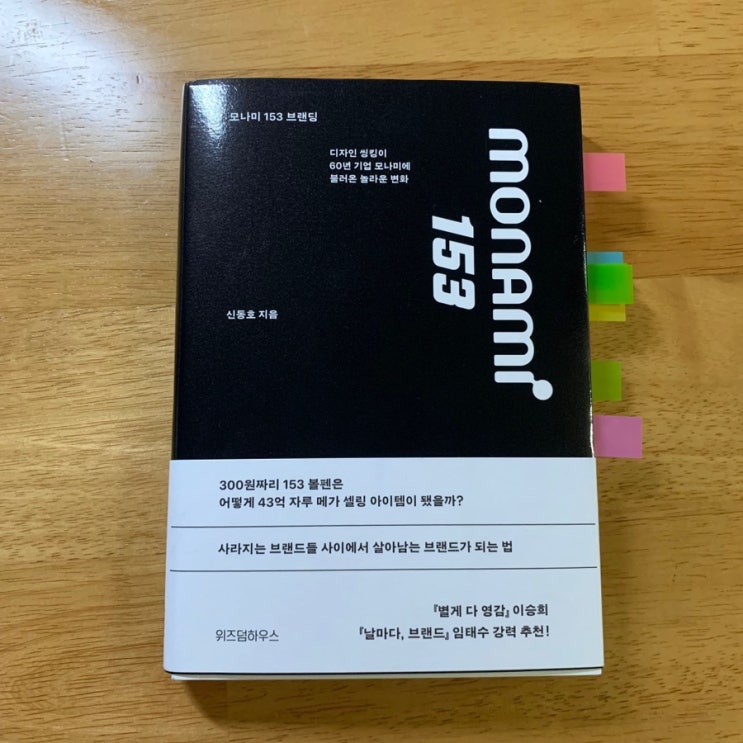 모나미 153 브랜딩
디자인 씽킹이
60년 기업 모나미에
불러온 놀라운 변화
monami
153
신동호 지음
300원짜리 153 볼펜은
어떻게 43억 자루 메가 셀링 아이템이 됐을까?
사라지는 브랜드들 사이에서 살아남는 브랜드가 되는 법
『별게 다 영감』 이승희
『날마다, 브랜드』 임태수 강력 추천!
위즈덤하우스